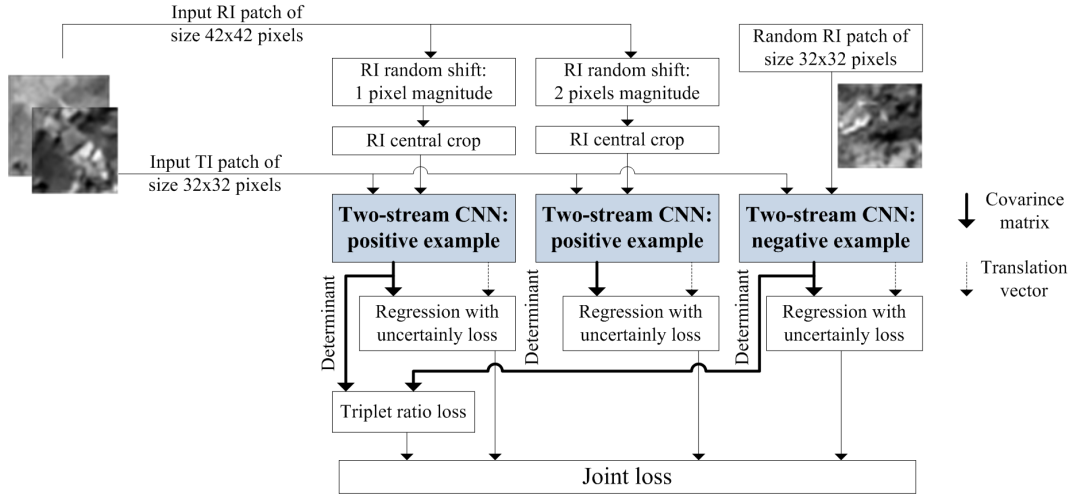 Input RI patch of
size 42x42 pixels
Random RI patch of
size 32x32 pixels
RI random shift:
1 pixel magnitude
RI random shift:
2 pixels magnitude
RI central crop
RI central crop
Input TI patch of
size 32x32 pixels
Two-stream CNN:
positive example
Two-stream CNN:
positive example
Two-stream CNN:
negative example
Covarince
matrix
Translation
vector
Determinant
Regression with
uncertainly loss
Determinant
Regression with
uncertainly loss
Determinant
Regression with
uncertainly loss
Triplet ratio loss
Joint loss